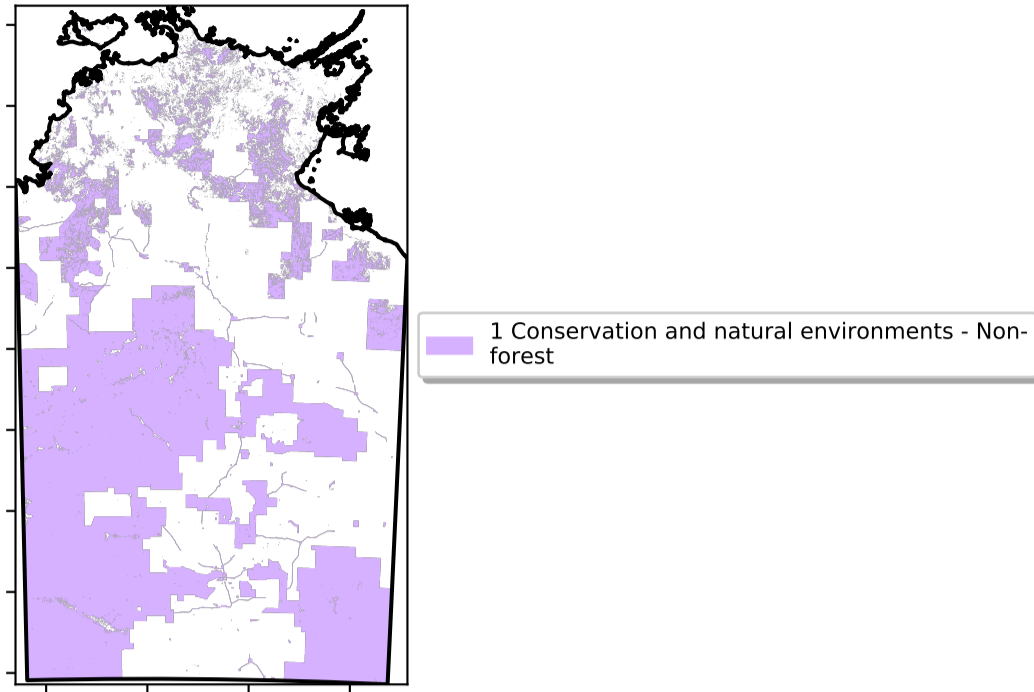 1 Conservation and natural environments - Non-
forest